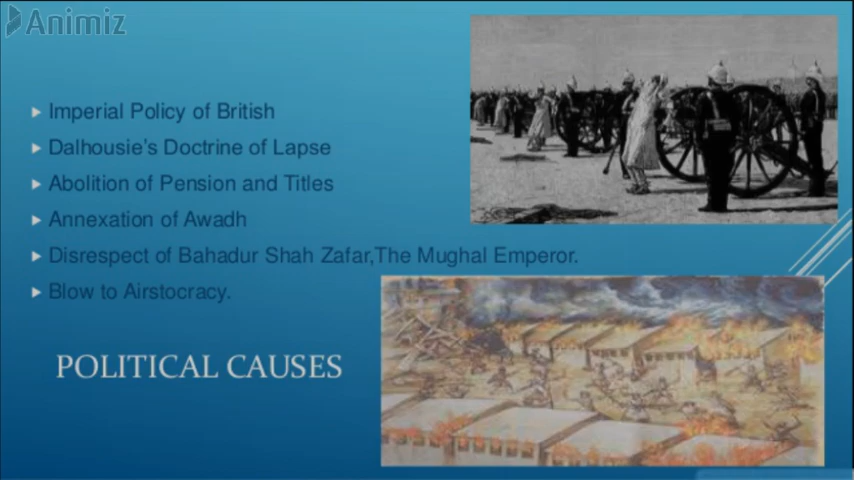 Animiz
Imperial Policy of British
Dalhousie's Doctrine of Lapse
Abolition of Pension and Titles
Annexation of Awadh
Disrespect of Bahadur Shah Zafar,The Mughal Emperor.
Blow to Airstocracy.
POLITICAL CAUSES